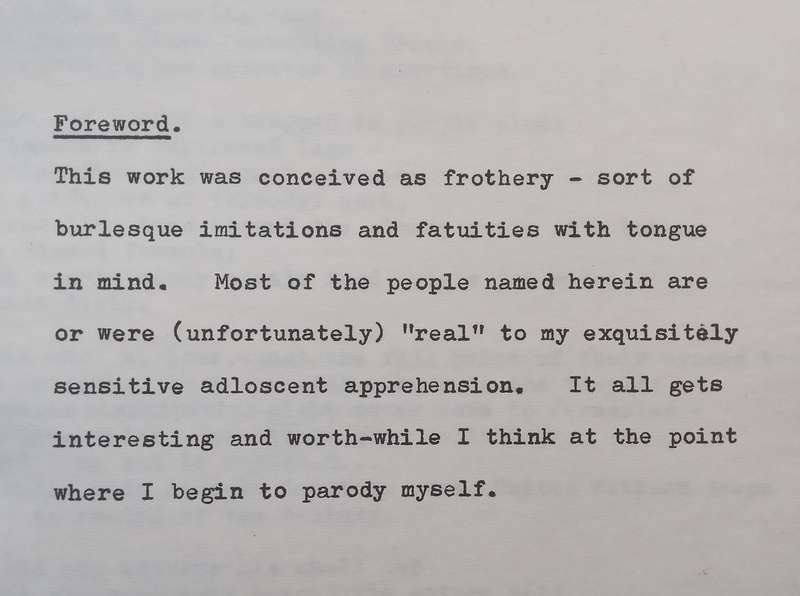 Foreword.
This work was conceived as frothery - sort of
burlesque imitations and fatuities with tongue
in mind. Most of the people named herein are
or were (unfortunately) "real" to my exquisitely
sensitive adloscent apprehension. It all gets
interesting and worth-while I think at the point
where I begin to parody myself.